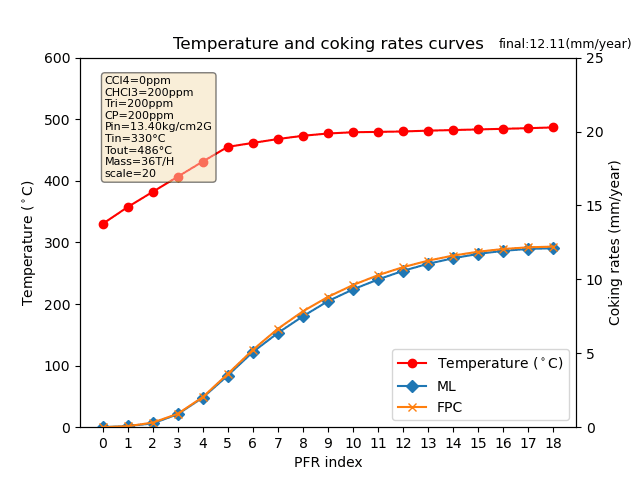 Temperature and coking rates curves
final:12.11(mm/year)
CCl4=0ppm
CHCl3=200ppm
Tri=200ppm
CP=200ppm
Pin=13.40kg/cm2G
Tin=330°C
Tout=486°C
Mass=36T/H
scale=20
Temperature (°C)
600
500
400
300
200
100
0
25
20
15
10
5
0
Coking rates (mm/year)
Temperature (°C)
ML
FPC
0 1 2 3 4 5 6 7 8 9 10 11 12 13 14 15 16 17 18
PFR index